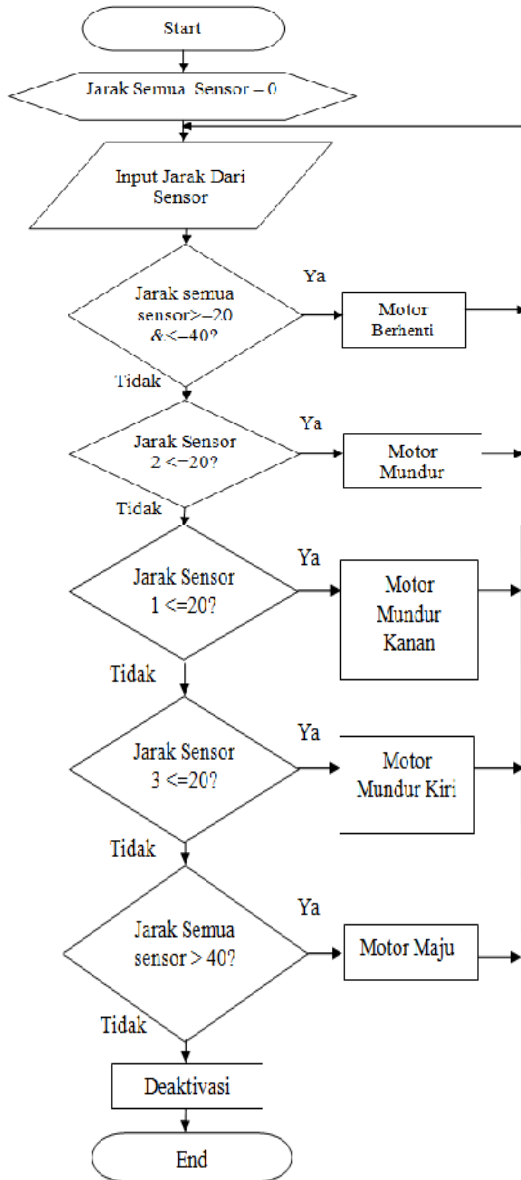 Start
Jarak Semua Sensor = 0
Input Jarak Dari
Sensor
Jarak semua
sensor>=20
&<=40?
Ya
Motor
Berhenti
Tidak
Jarak Sensor
2 <=20?
Ya
Motor
Mundur
Tidak
Jarak Sensor
1 <=20?
Ya
Motor
Mundur
Kanan
Tidak
Jarak Sensor
3 <=20?
Ya
Motor
Mundur Kiri
Tidak
Jarak Semua
sensor > 40?
Ya
Motor Maju
Tidak
Deaktivasi
End